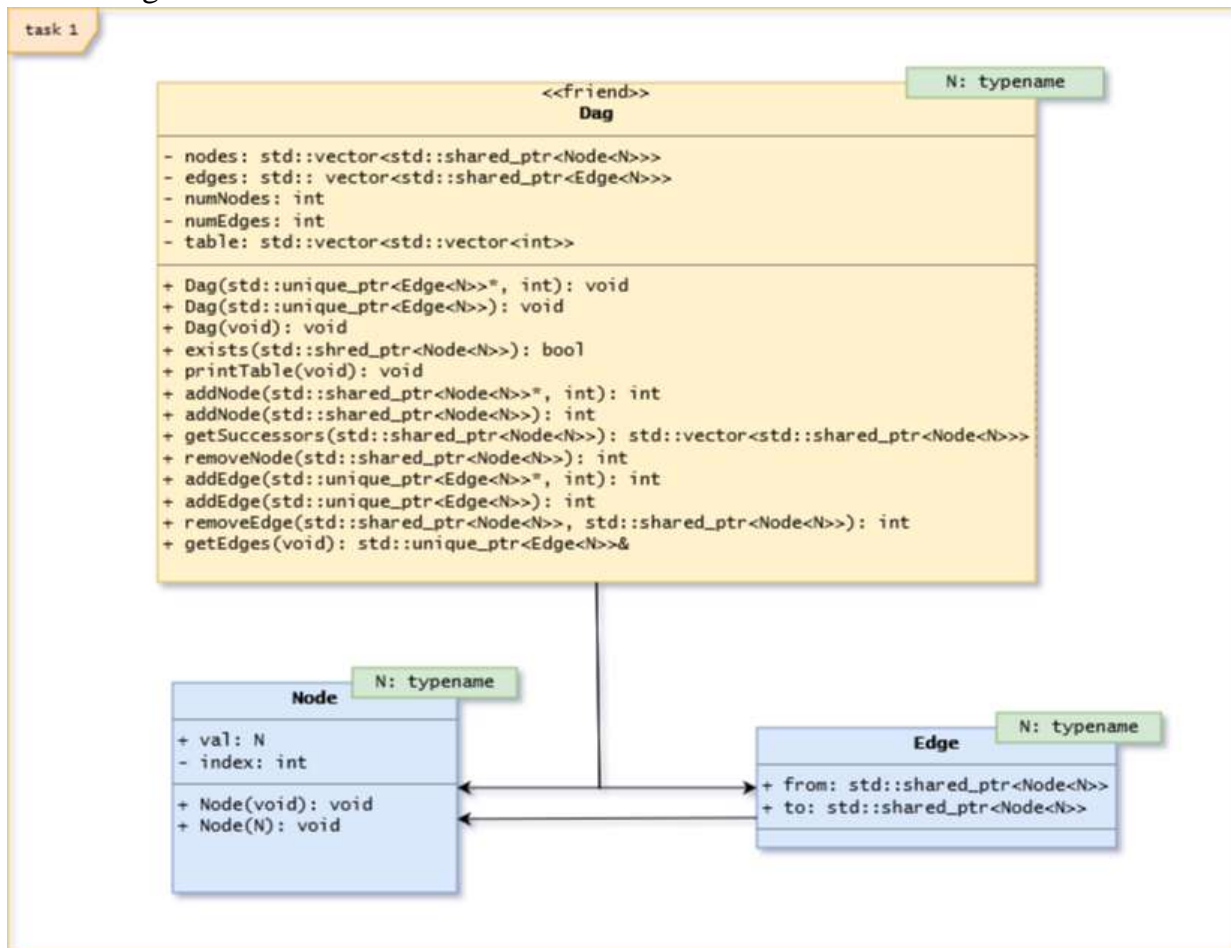 task 1
N: typename
<<friend>>
Dag
- nodes: std::vector<std::shared_ptr<Node<N>>>
- edges: std:: vector<std::shared_ptr<Edge<N>>>
- numNodes: int
- numEdges: int
- table: std::vector<std::vector<int>>
+ Dag(std::unique_ptr<Edge<N>>*, int): void
+ Dag(std::unique_ptr<Edge<N>>): void
+ Dag(void): void
+ exists(std::shred_ptr<Node<N>>): bool
+ printTable(void): void
+ addNode(std::shared_ptr<Node<N>>*, int): int
+ addNode(std::shared_ptr<Node<N>>): int
+ getSuccessors(std::shared_ptr<Node<N>>): std::vector<std::shared_ptr<Node<N>>>
+ removeNode(std::shared_ptr<Node<N>>): int
+ addEdge(std::unique_ptr<Edge<N>>*, int): int
+ addEdge(std::unique_ptr<Edge<N>>): int
+ removeEdge(std::shared_ptr<Node<N>>, std::shared_ptr<Node<N>>): int
+ getEdges(void): std::unique_ptr<Edge<N>>&
N: typename
Node
+ val: N
- index: int
+ Node(void): void
+ Node(N): void
N: typename
Edge
+ from: std::shared_ptr<Node<N>>
+ to: std::shared_ptr<Node<N>>